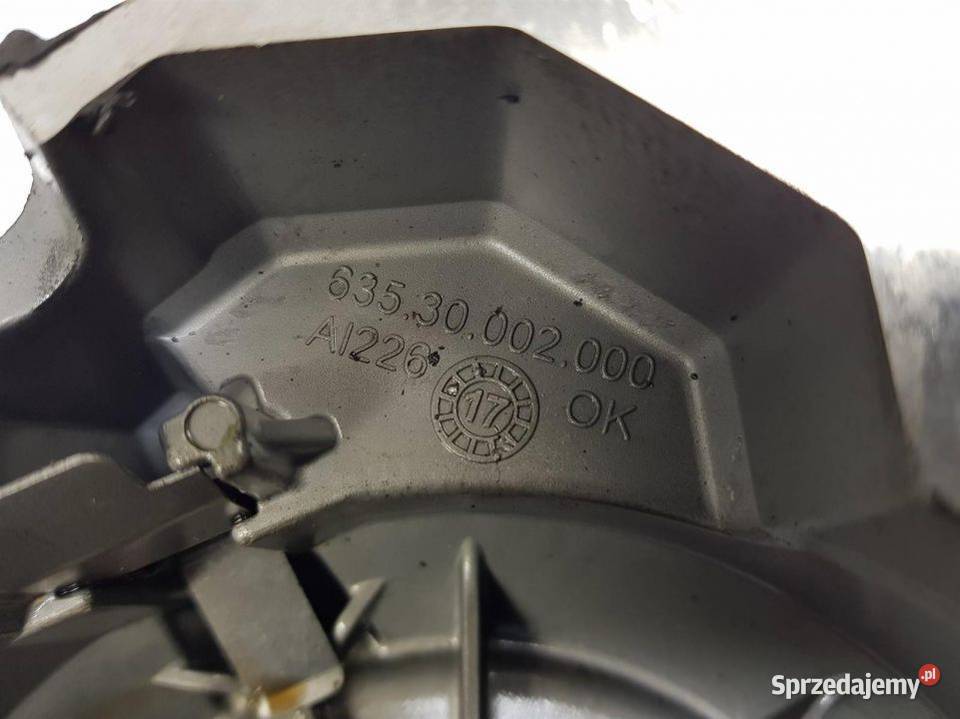 635.30.002.000
AI226
17
OK
Sprzedajemy.pl